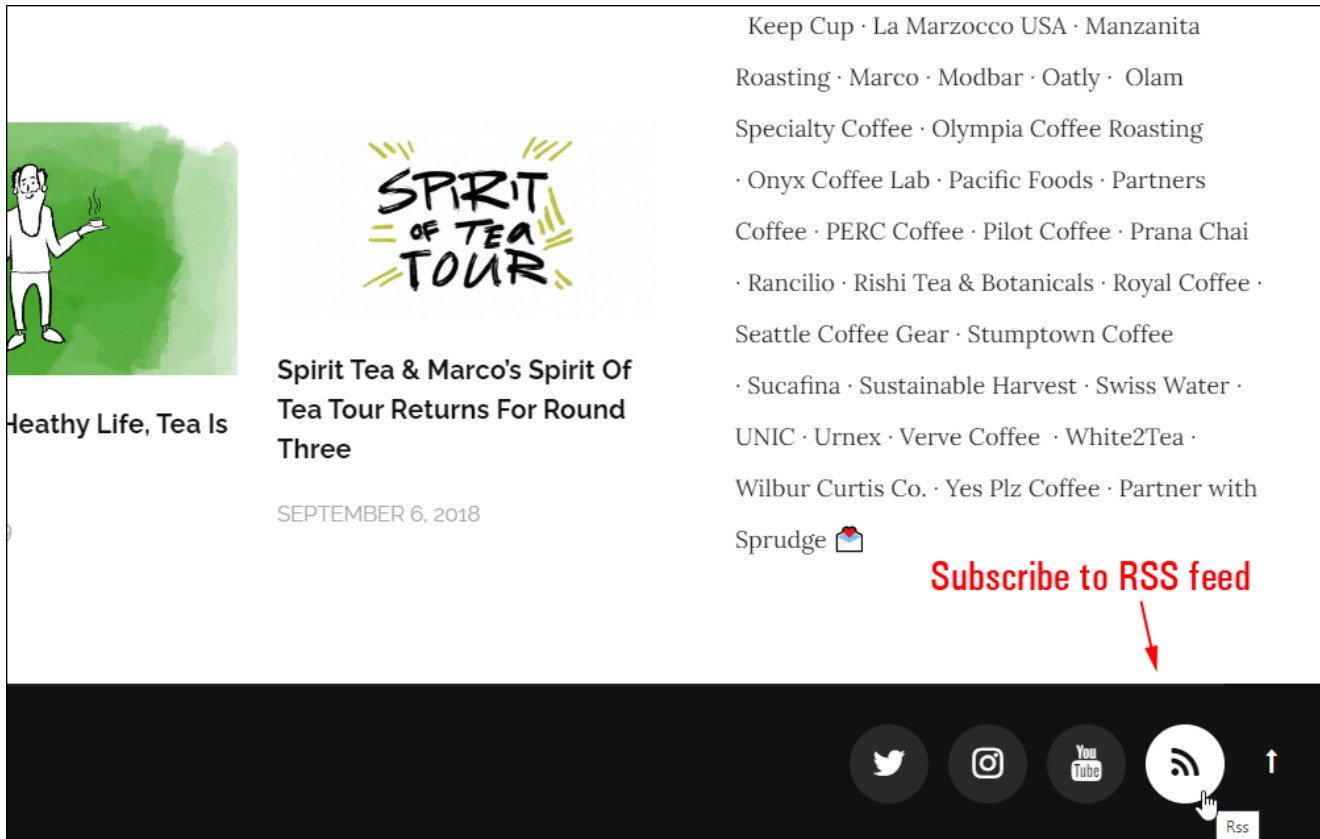 Keep Cup · La Marzocco USA · Manzanita
Roasting · Marco · Modbar · Oatly · Olam
Specialty Coffee · Olympia Coffee Roasting
· Onyx Coffee Lab · Pacific Foods · Partners
Coffee · PERC Coffee · Pilot Coffee · Prana Chai
· Rancilio · Rishi Tea & Botanicals · Royal Coffee ·
Seattle Coffee Gear · Stumptown Coffee
· Sucafina · Sustainable Harvest · Swiss Water ·
UNIC · Urnex · Verve Coffee · White2Tea ·
Wilbur Curtis Co. · Yes Plz Coffee · Partner with
Sprudge
SPIRIT
OF TEA
TOUR
Heathy Life, Tea Is
Spirit Tea & Marco's Spirit Of
Tea Tour Returns For Round
Three
SEPTEMBER 6, 2018
Subscribe to RSS feed
You
Tube
Rss